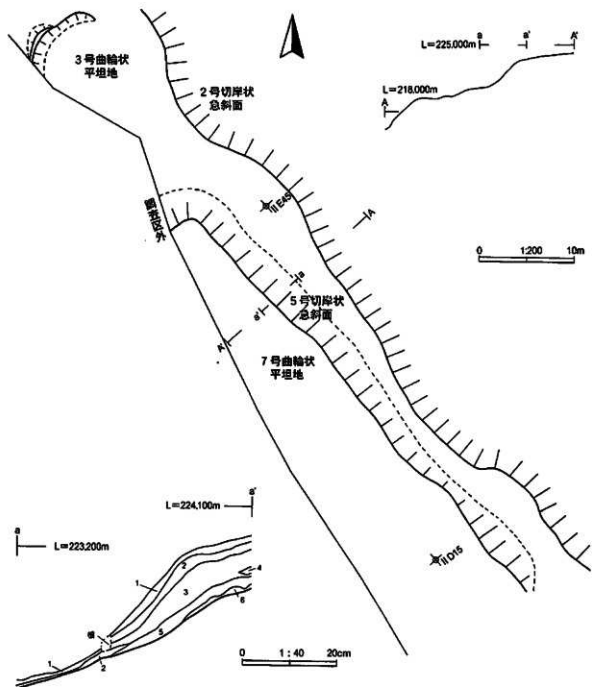 3号曲輪状
平坦地
2号切岸状
急斜面
a a' A'
L=225,000m
L=218,000m
A
調査区外
ⅡE45
A
0 1:200 10m
a
5号切岸状
急斜面
a'
A'
7号曲輪状
平坦地
a'
L=224,100m
a
L=223,200m
1
2
3
4
5
6
根
1
2
ⅡD15
0 1:40 20cm